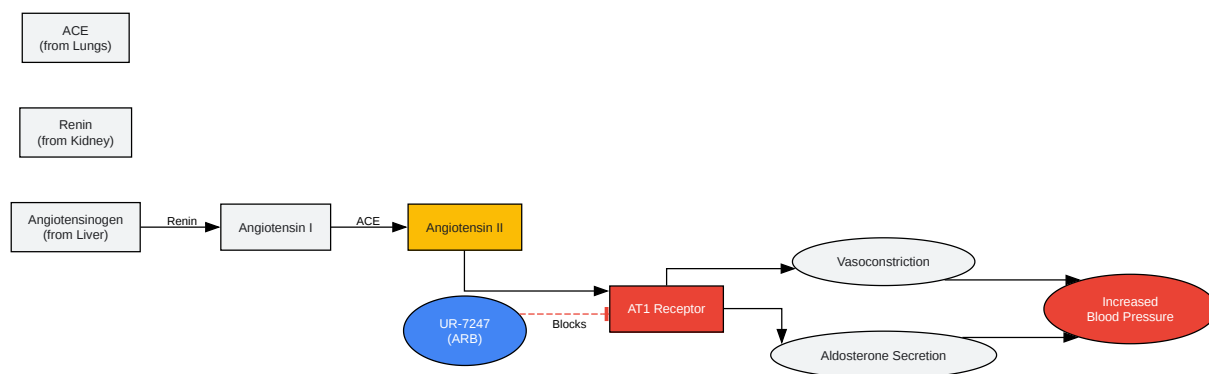 ACE
(from Lungs)
Renin
(from Kidney)
Angiotensinogen
(from Liver)
Renin
Angiotensin I
ACE
Angiotensin II
UR-7247
(ARB)
Blocks
AT1 Receptor
Vasoconstriction
Aldosterone Secretion
Increased
Blood Pressure